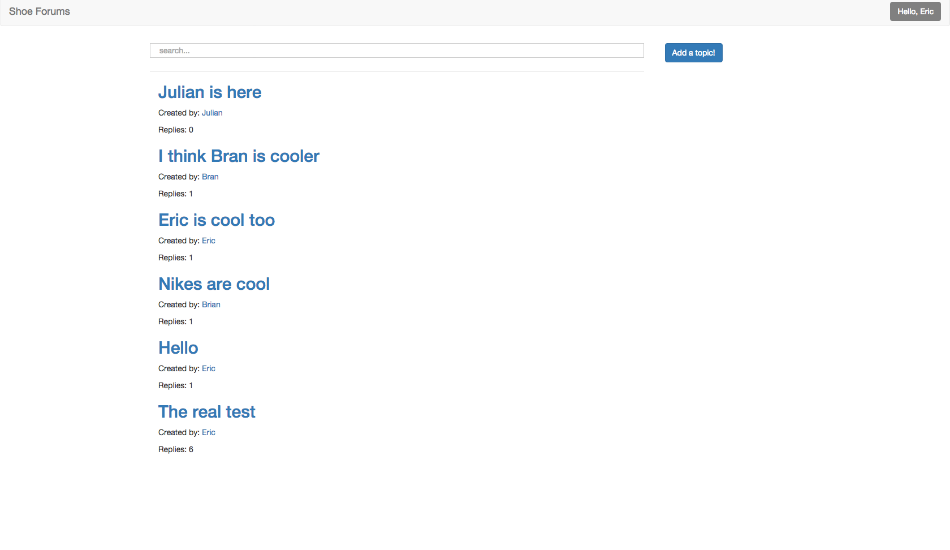 Shoe Forums
Hello, Eric
search...
Add a topic!
Julian is here
Created by: Julian
Replies: 0
I think Bran is cooler
Created by: Bran
Replies: 1
Eric is cool too
Created by: Eric
Replies: 1
Nikes are cool
Created by: Brian
Replies: 1
Hello
Created by: Eric
Replies: 1
The real test
Created by: Eric
Replies: 6